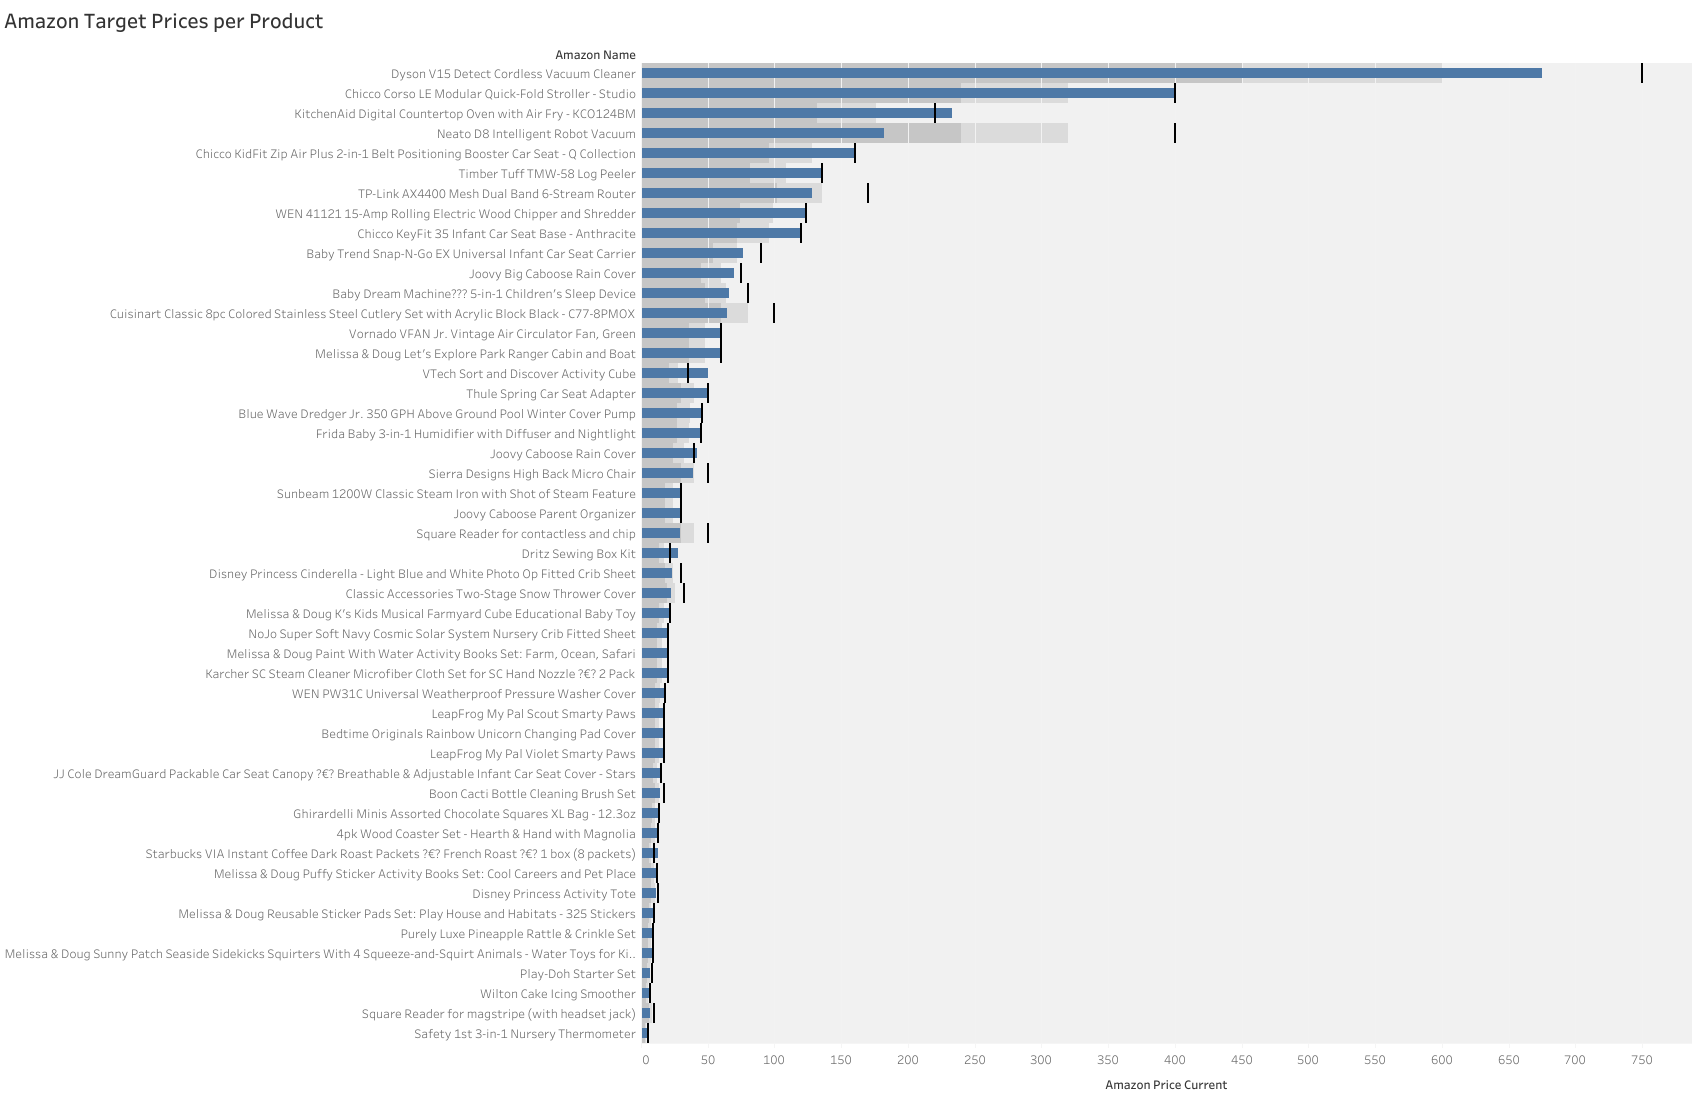 Amazon Target Prices per Product
Amazon Name
Dyson V15 Detect Cordless Vacuum Cleaner
Chicco Corso LE Modular Quick-Fold Stroller - Studio
KitchenAid Digital Countertop Oven with Air Fry - KCO124BM
Neato D8 Intelligent Robot Vacuum
Chicco KidFit Zip Air Plus 2-in-1 Belt Positioning Booster Car Seat - Q Collection
Timber Tuff TMW-58 Log Peeler
TP-Link AX4400 Mesh Dual Band 6-Stream Router
WEN 41121 15-Amp Rolling Electric Wood Chipper and Shredder
Chicco KeyFit 35 Infant Car Seat Base - Anthracite
Baby Trend Snap-N-Go EX Universal Infant Car Seat Carrier
Joovy Big Caboose Rain Cover
Baby Dream Machine??? 5-in-1 Children's Sleep Device
Cuisinart Classic 8pc Colored Stainless Steel Cutlery Set with Acrylic Block Black - C77-8PMOX
Vornado VFAN Jr. Vintage Air Circulator Fan, Green
Melissa & Doug Let's Explore Park Ranger Cabin and Boat
VTech Sort and Discover Activity Cube
Thule Spring Car Seat Adapter
Blue Wave Dredger Jr. 350 GPH Above Ground Pool Winter Cover Pump
Frida Baby 3-in-1 Humidifier with Diffuser and Nightlight
Joovy Caboose Rain Cover
Sierra Designs High Back Micro Chair
Sunbeam 1200W Classic Steam Iron with Shot of Steam Feature
Joovy Caboose Parent Organizer
Square Reader for contactless and chip
Dritz Sewing Box Kit
Disney Princess Cinderella - Light Blue and White Photo Op Fitted Crib Sheet
Classic Accessories Two-Stage Snow Thrower Cover
Melissa & Doug K's Kids Musical Farmyard Cube Educational Baby Toy
NoJo Super Soft Navy Cosmic Solar System Nursery Crib Fitted Sheet
Melissa & Doug Paint With Water Activity Books Set: Farm, Ocean, Safari
Karcher SC Steam Cleaner Microfiber Cloth Set for SC Hand Nozzle ?€? 2 Pack
WEN PW31C Universal Weatherproof Pressure Washer Cover
LeapFrog My Pal Scout Smarty Paws
Bedtime Originals Rainbow Unicorn Changing Pad Cover
LeapFrog My Pal Violet Smarty Paws
JJ Cole DreamGuard Packable Car Seat Canopy ?€? Breathable & Adjustable Infant Car Seat Cover - Stars
Boon Cacti Bottle Cleaning Brush Set
Ghirardelli Minis Assorted Chocolate Squares XL Bag - 12.3oz
4pk Wood Coaster Set - Hearth & Hand with Magnolia
Starbucks VIA Instant Coffee Dark Roast Packets ?€? French Roast ?€? 1 box (8 packets)
Melissa & Doug Puffy Sticker Activity Books Set: Cool Careers and Pet Place
Disney Princess Activity Tote
Melissa & Doug Reusable Sticker Pads Set: Play House and Habitats - 325 Stickers
Purely Luxe Pineapple Rattle & Crinkle Set
Melissa & Doug Sunny Patch Seaside Sidekicks Squirters With 4 Squeeze-and-Squirt Animals - Water Toys for Ki..
Play-Doh Starter Set
Wilton Cake Icing Smoother
Square Reader for magstripe (with headset jack)
Safety 1st 3-in-1 Nursery Thermometer
0 50 100 150 200 250 300 350 400 450 500 550 600 650 700 750
Amazon Price Current